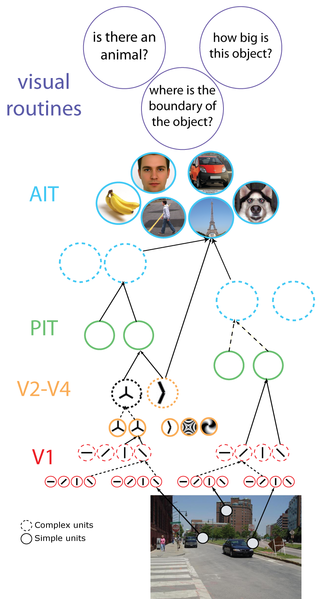 is there an
animal?
how big is
this object?
visual
routines
where is the
boundary of
the object?
AIT
PIT
V2-V4
V1
Complex units
Simple units